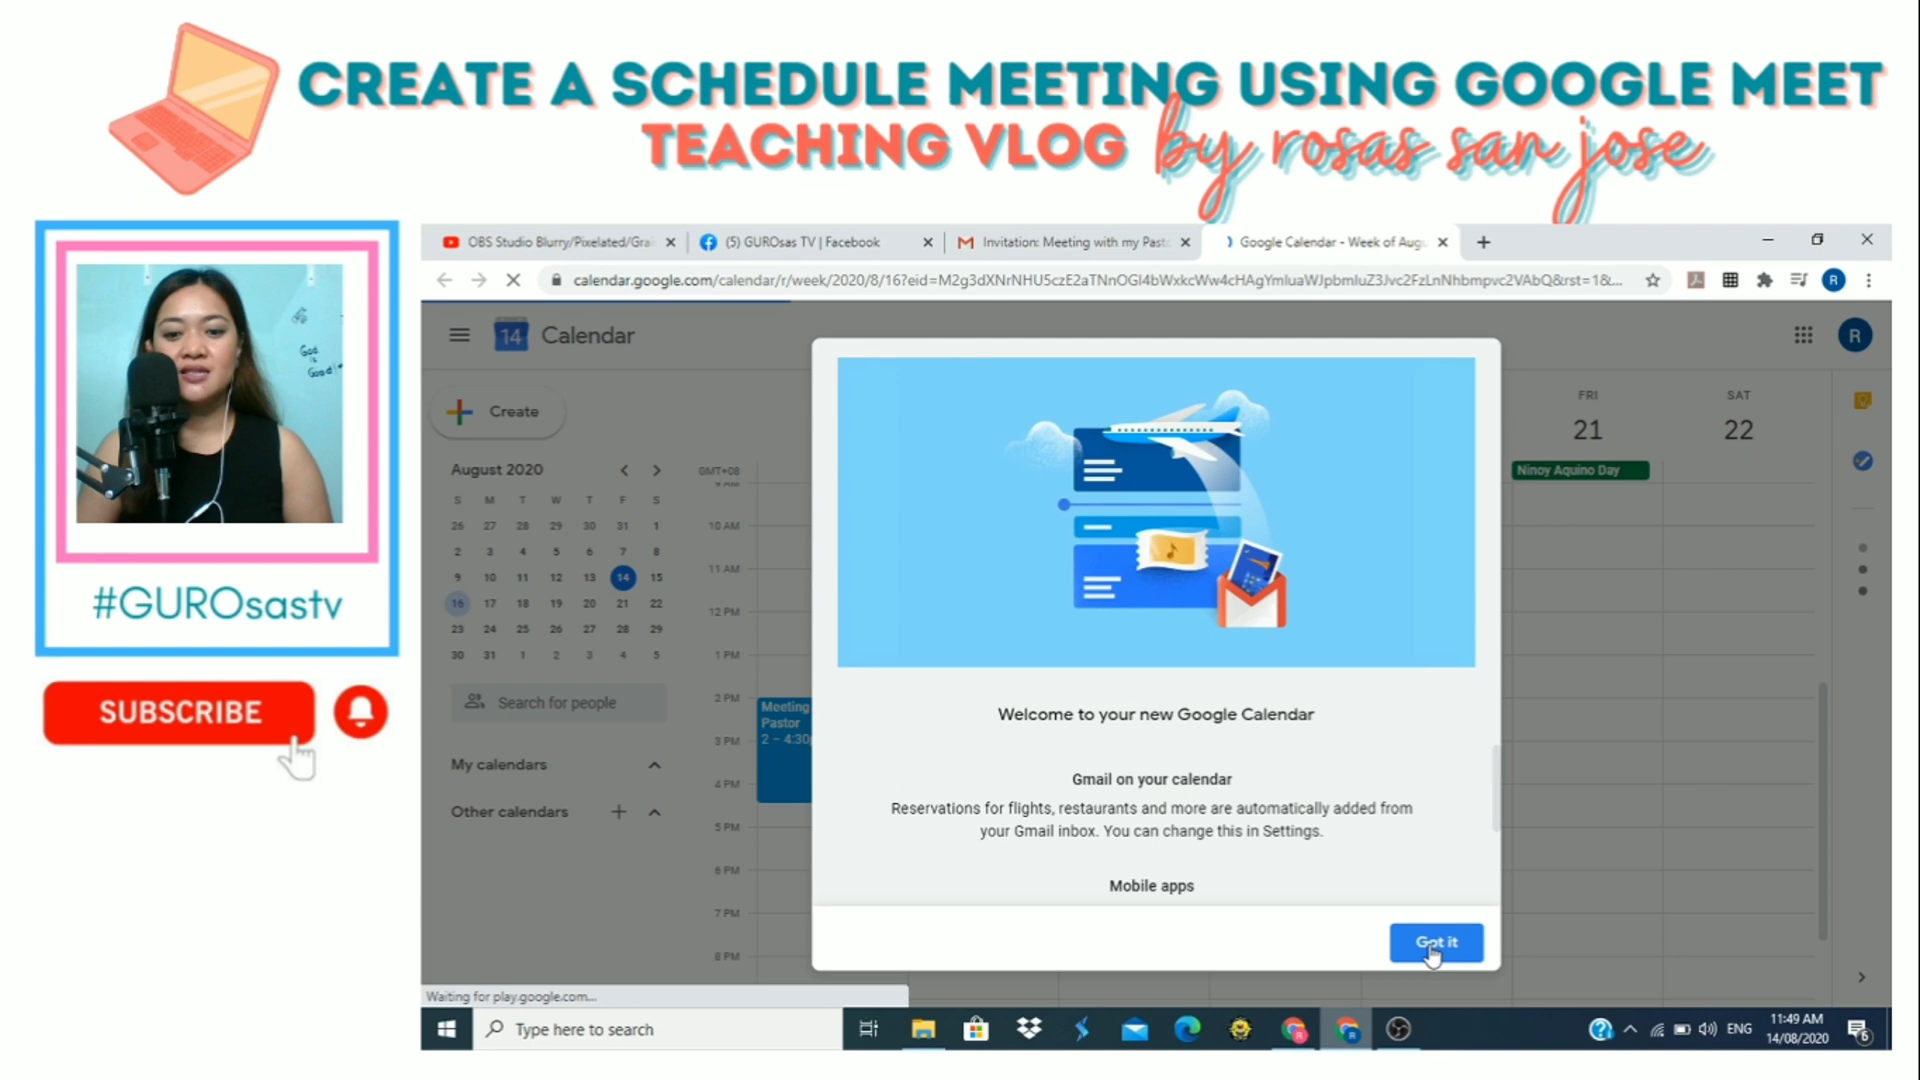 CREATE A SCHEDULE MEETING USING GOOGLE MEET
TEACHING VLOG by rosas san jose
God
is
Good!
#GUROsastv
SUBSCRIBE
OBS Studio Blurry/Pixelated/Grai
(5) GUROsas TV | Facebook
Invitation: Meeting with my Past
Google Calendar - Week of Augu
calendar.google.com/calendar/r/week/2020/8/16?eid=M2g3dXNrNHU5czE2aTNnOGl4bWxkcWw4cHAgYmluaWJpbmluZ3Jvc2FzLnNhbmpvc2VAbQ&rst=1&...
R
14 Calendar
R
Create
August 2020
S M T W T F S
26 27 28 29 30 31 1
2 3 4 5 6 7 8
9 10 11 12 13 14 15
16 17 18 19 20 21 22
23 24 25 26 27 28 29
30 31 1 2 3 4 5
Search for people
My calendars
Other calendars
GMT+08
9 AM
10 AM
11 AM
12 PM
1 PM
2 PM
3 PM
4 PM
5 PM
6 PM
7 PM
8 PM
Meeting
Pastor
2 – 4:30p
FRI
21
SAT
22
Ninoy Aquino Day
Welcome to your new Google Calendar
Gmail on your calendar
Reservations for flights, restaurants and more are automatically added from
your Gmail inbox. You can change this in Settings.
Mobile apps
Got it
Waiting for play.google.com...
Type here to search
ENG
11:49 AM
14/08/2020
6